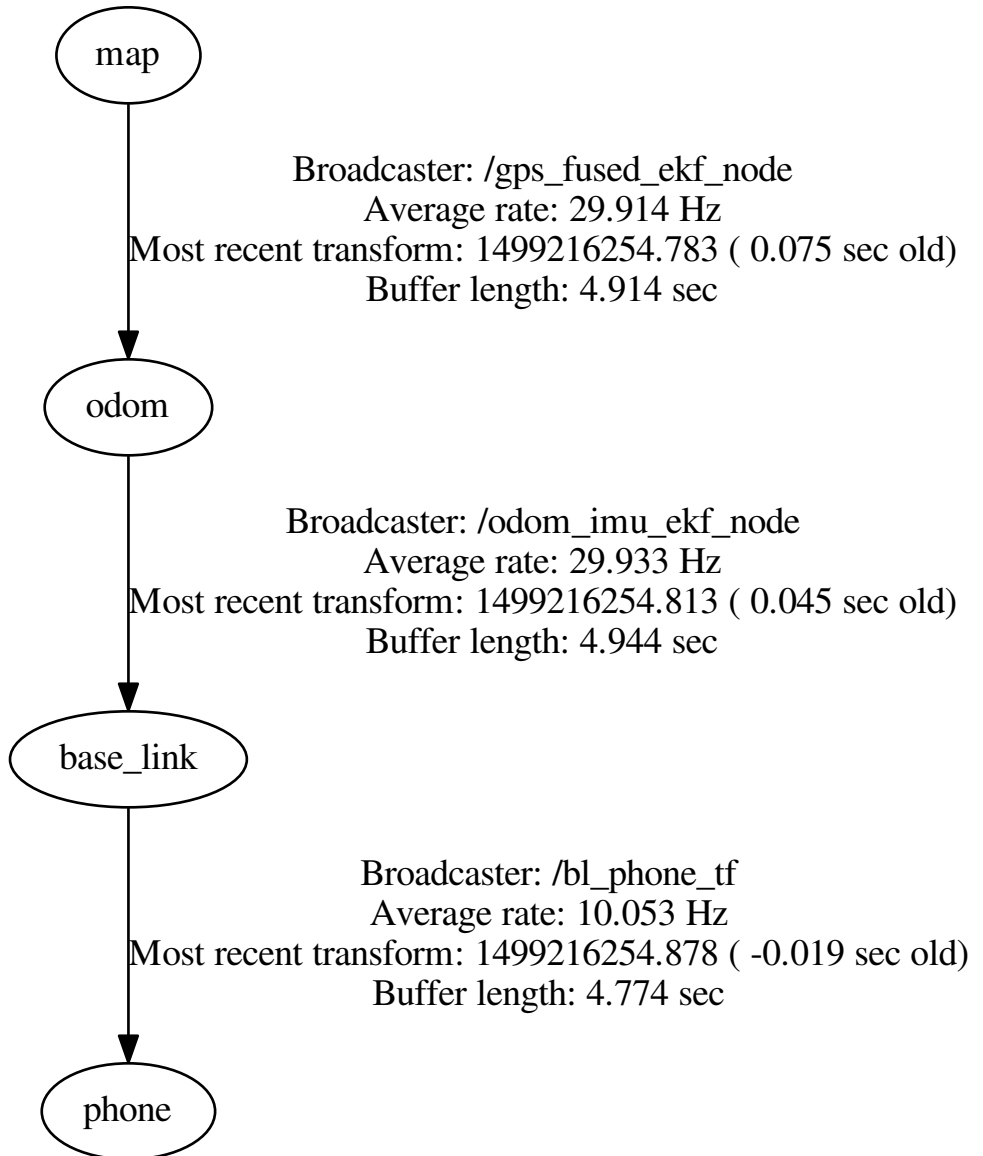 map
Broadcaster: /gps_fused_ekf_node
Average rate: 29.914 Hz
Most recent transform: 1499216254.783 ( 0.075 sec old)
Buffer length: 4.914 sec
odom
Broadcaster: /odom_imu_ekf_node
Average rate: 29.933 Hz
Most recent transform: 1499216254.813 ( 0.045 sec old)
Buffer length: 4.944 sec
base_link
Broadcaster: /bl_phone_tf
Average rate: 10.053 Hz
Most recent transform: 1499216254.878 ( -0.019 sec old)
Buffer length: 4.774 sec
phone